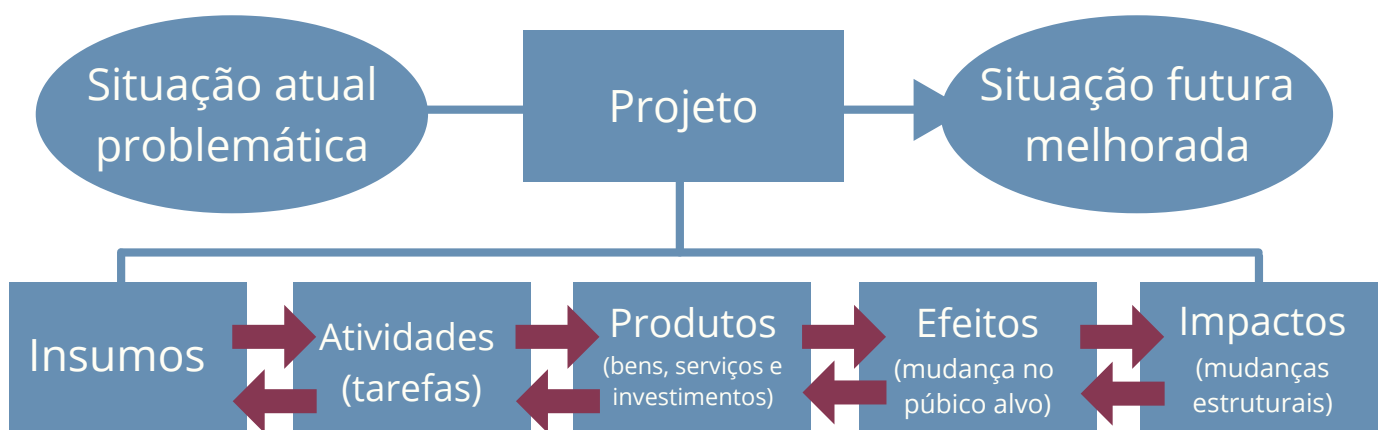 Situação atual
problemática
Projeto
Situação futura
melhorada
Insumos
Atividades
(tarefas)
Produtos
(bens, serviços e
investimentos)
Efeitos
(mudança no
púbico alvo)
Impactos
(mudanças
estruturais)